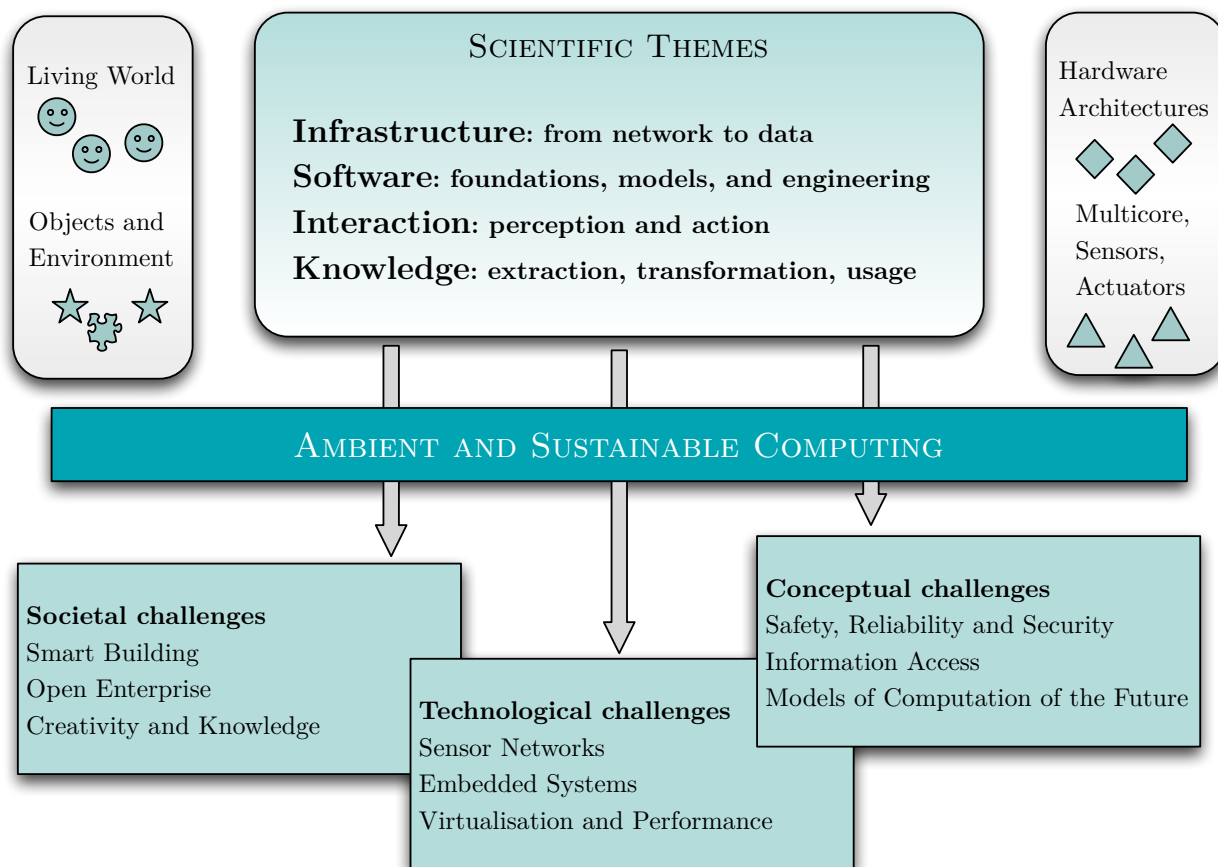 Living World
Objects and
Environment
SCIENTIFIC THEMES
Infrastructure: from network to data
Software: foundations, models, and engineering
Interaction: perception and action
Knowledge: extraction, transformation, usage
Hardware
Architectures
Multicore,
Sensors,
Actuators
AMBIENT AND SUSTAINABLE COMPUTING
Societal challenges
Smart Building
Open Enterprise
Creativity and Knowledge
Technological challenges
Sensor Networks
Embedded Systems
Virtualisation and Performance
Conceptual challenges
Safety, Reliability and Security
Information Access
Models of Computation of the Future